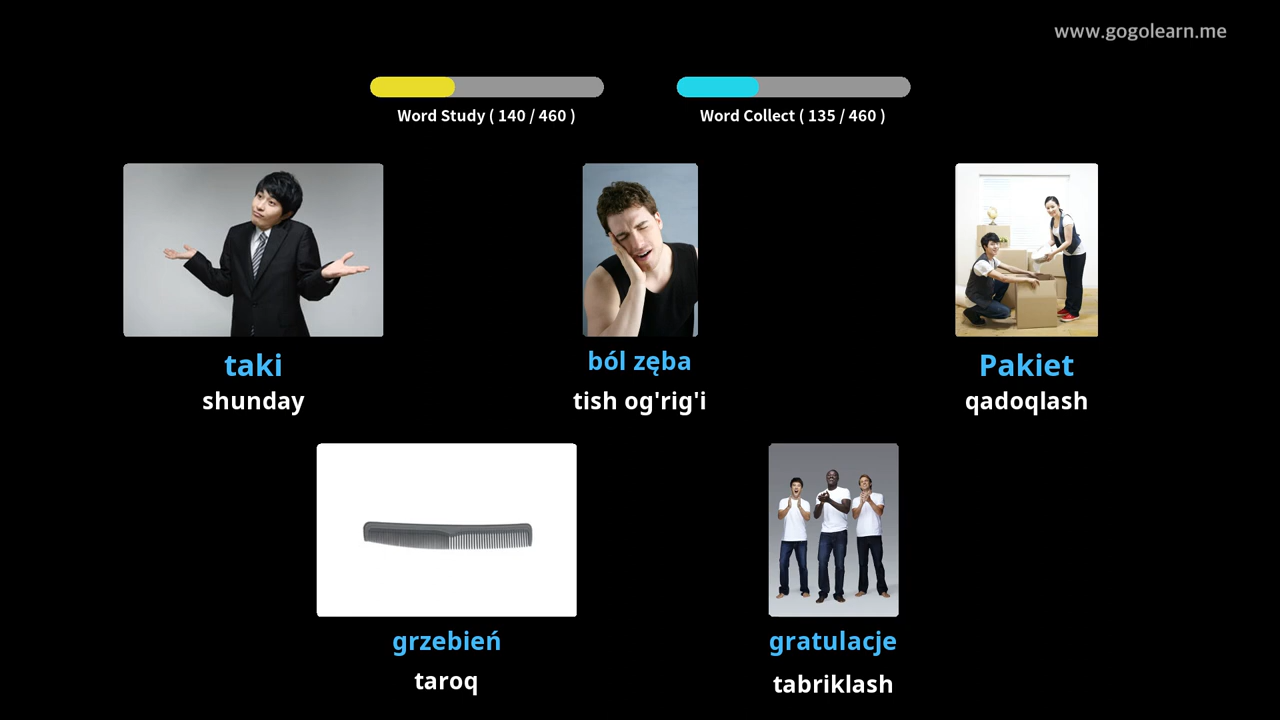 www.gogolearn.me
Word Study ( 140 / 460 )
Word Collect ( 135 / 460 )
taki
shunday
ból zęba
tish og'rig'i
Pakiet
qadoqlash
grzebień
taroq
gratulacje
tabriklash